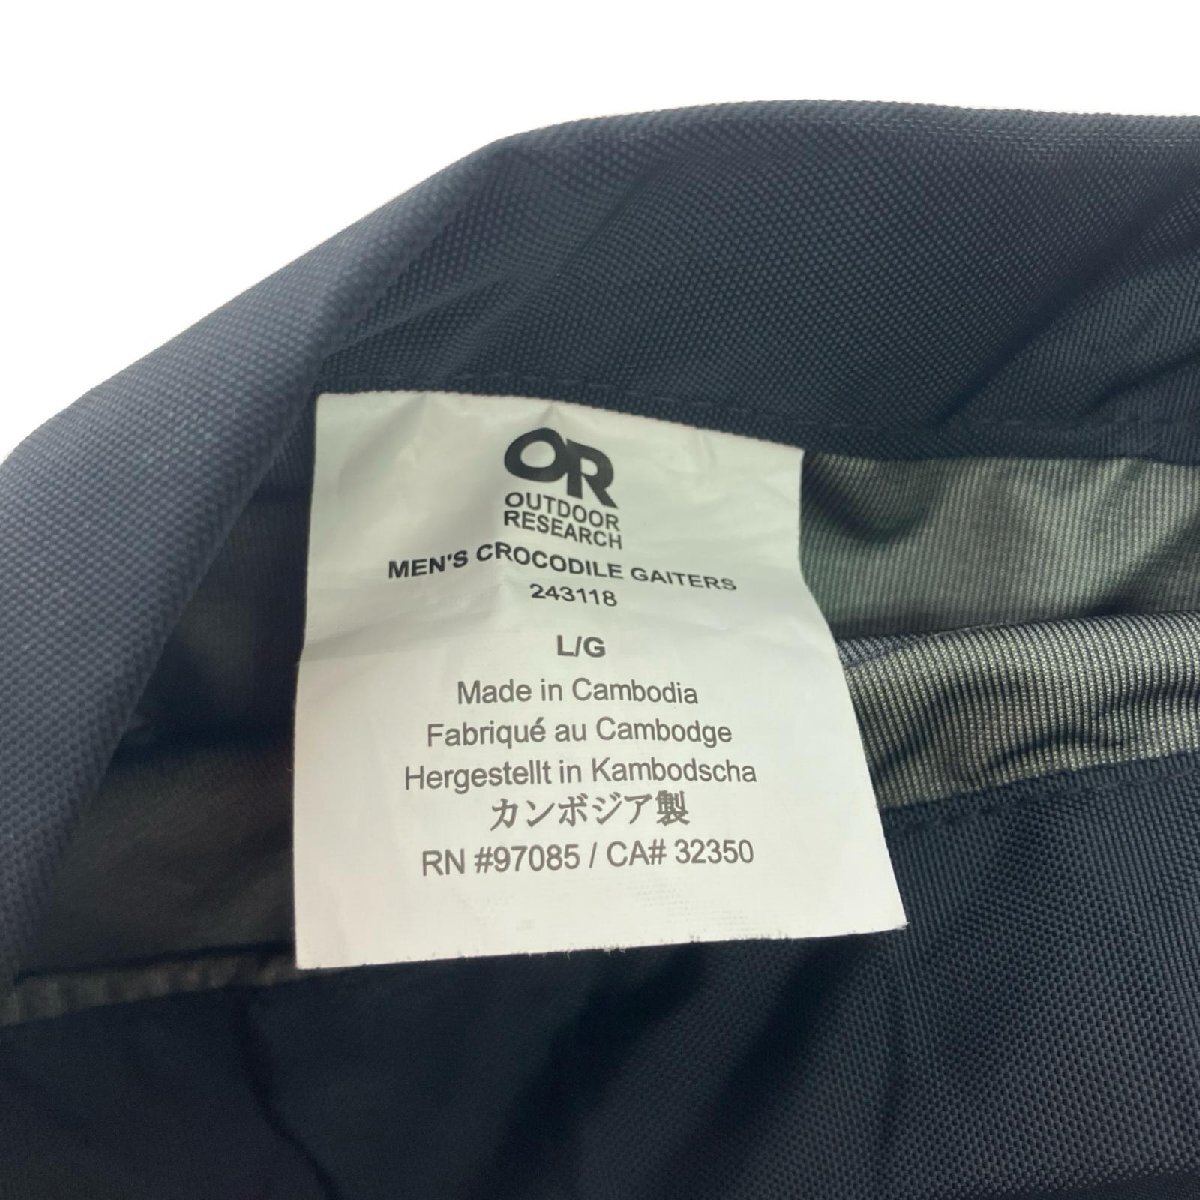 OR
OUTDOOR
RESEARCH
MEN'S CROCODILE GAITERS
243118
L/G
Made in Cambodia
Fabriqué au Cambodge
Hergestellt in Kambodscha
カンボジア製
RN #97085 / CA# 32350